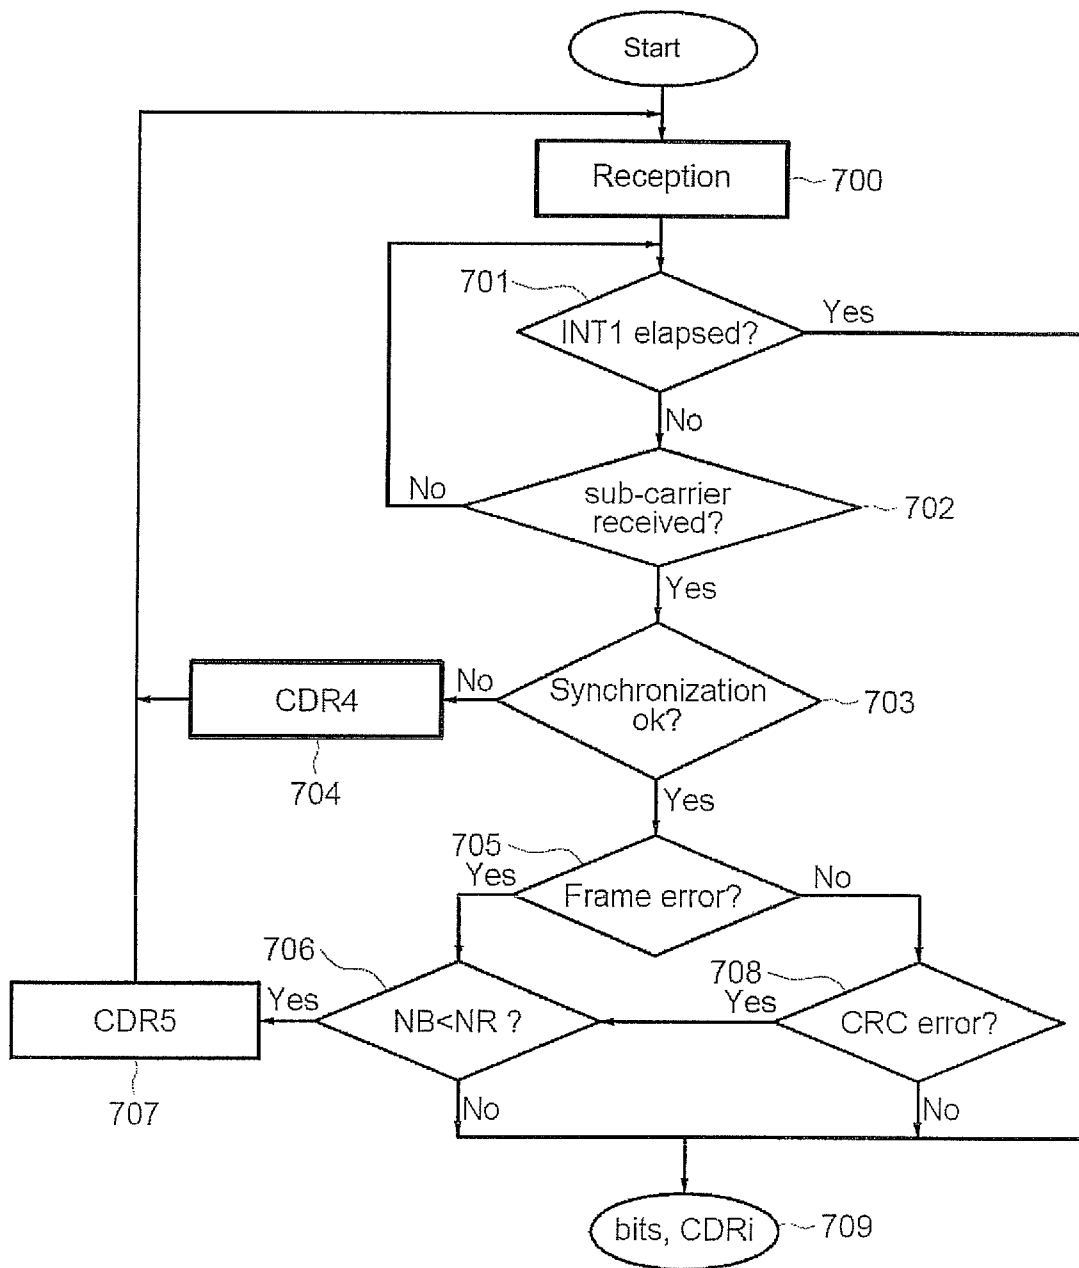 Start
Reception
700
701
INT1 elapsed?
Yes
No
No
sub-carrier
received?
702
Yes
CDR4
No
Synchronization
ok?
703
704
Yes
705
Yes
Frame error?
No
706
708
CDR5
Yes
NB<NR ?
Yes
CRC error?
707
No
No
bits, CDRi
709